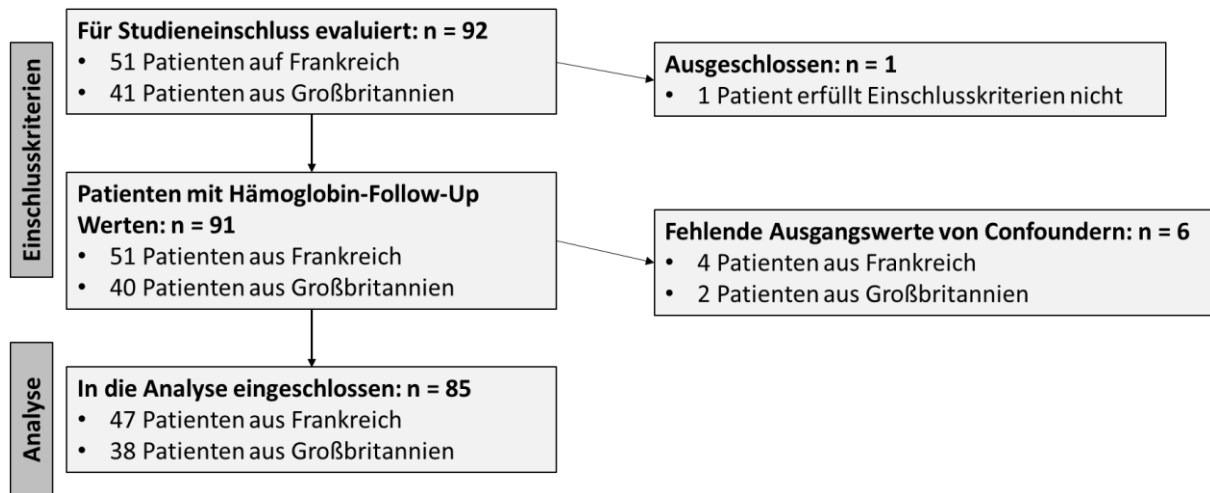 Einschlusskriterien
Für Studieneinschluss evaluiert: n = 92
• 51 Patienten auf Frankreich
• 41 Patienten aus Großbritannien
Ausgeschlossen: n = 1
• 1 Patient erfüllt Einschlusskriterien nicht
Patienten mit Hämoglobin-Follow-Up
Werten: n = 91
• 51 Patienten aus Frankreich
• 40 Patienten aus Großbritannien
Fehlende Ausgangswerte von Confoundern: n = 6
• 4 Patienten aus Frankreich
• 2 Patienten aus Großbritannien
Analyse
In die Analyse eingeschlossen: n = 85
• 47 Patienten aus Frankreich
• 38 Patienten aus Großbritannien